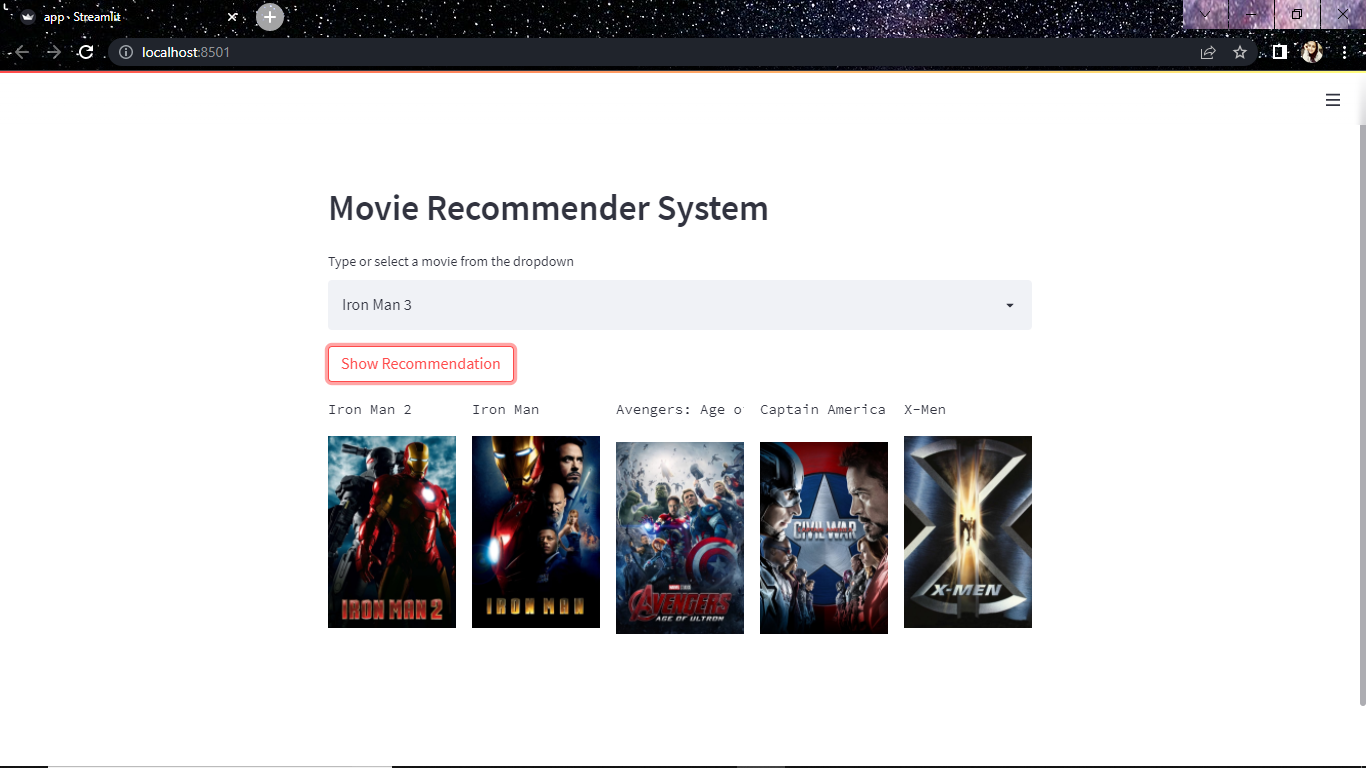 app · Streamlit
localhost:8501
Movie Recommender System
Type or select a movie from the dropdown
Iron Man 3
Show Recommendation
Iron Man 2
Iron Man
Avengers: Age o
Captain America
X-Men
IRON MAN 2
IRON MAN
AVENGERS
AGE OF ULTRON
CIVIL WAR
X-MEN